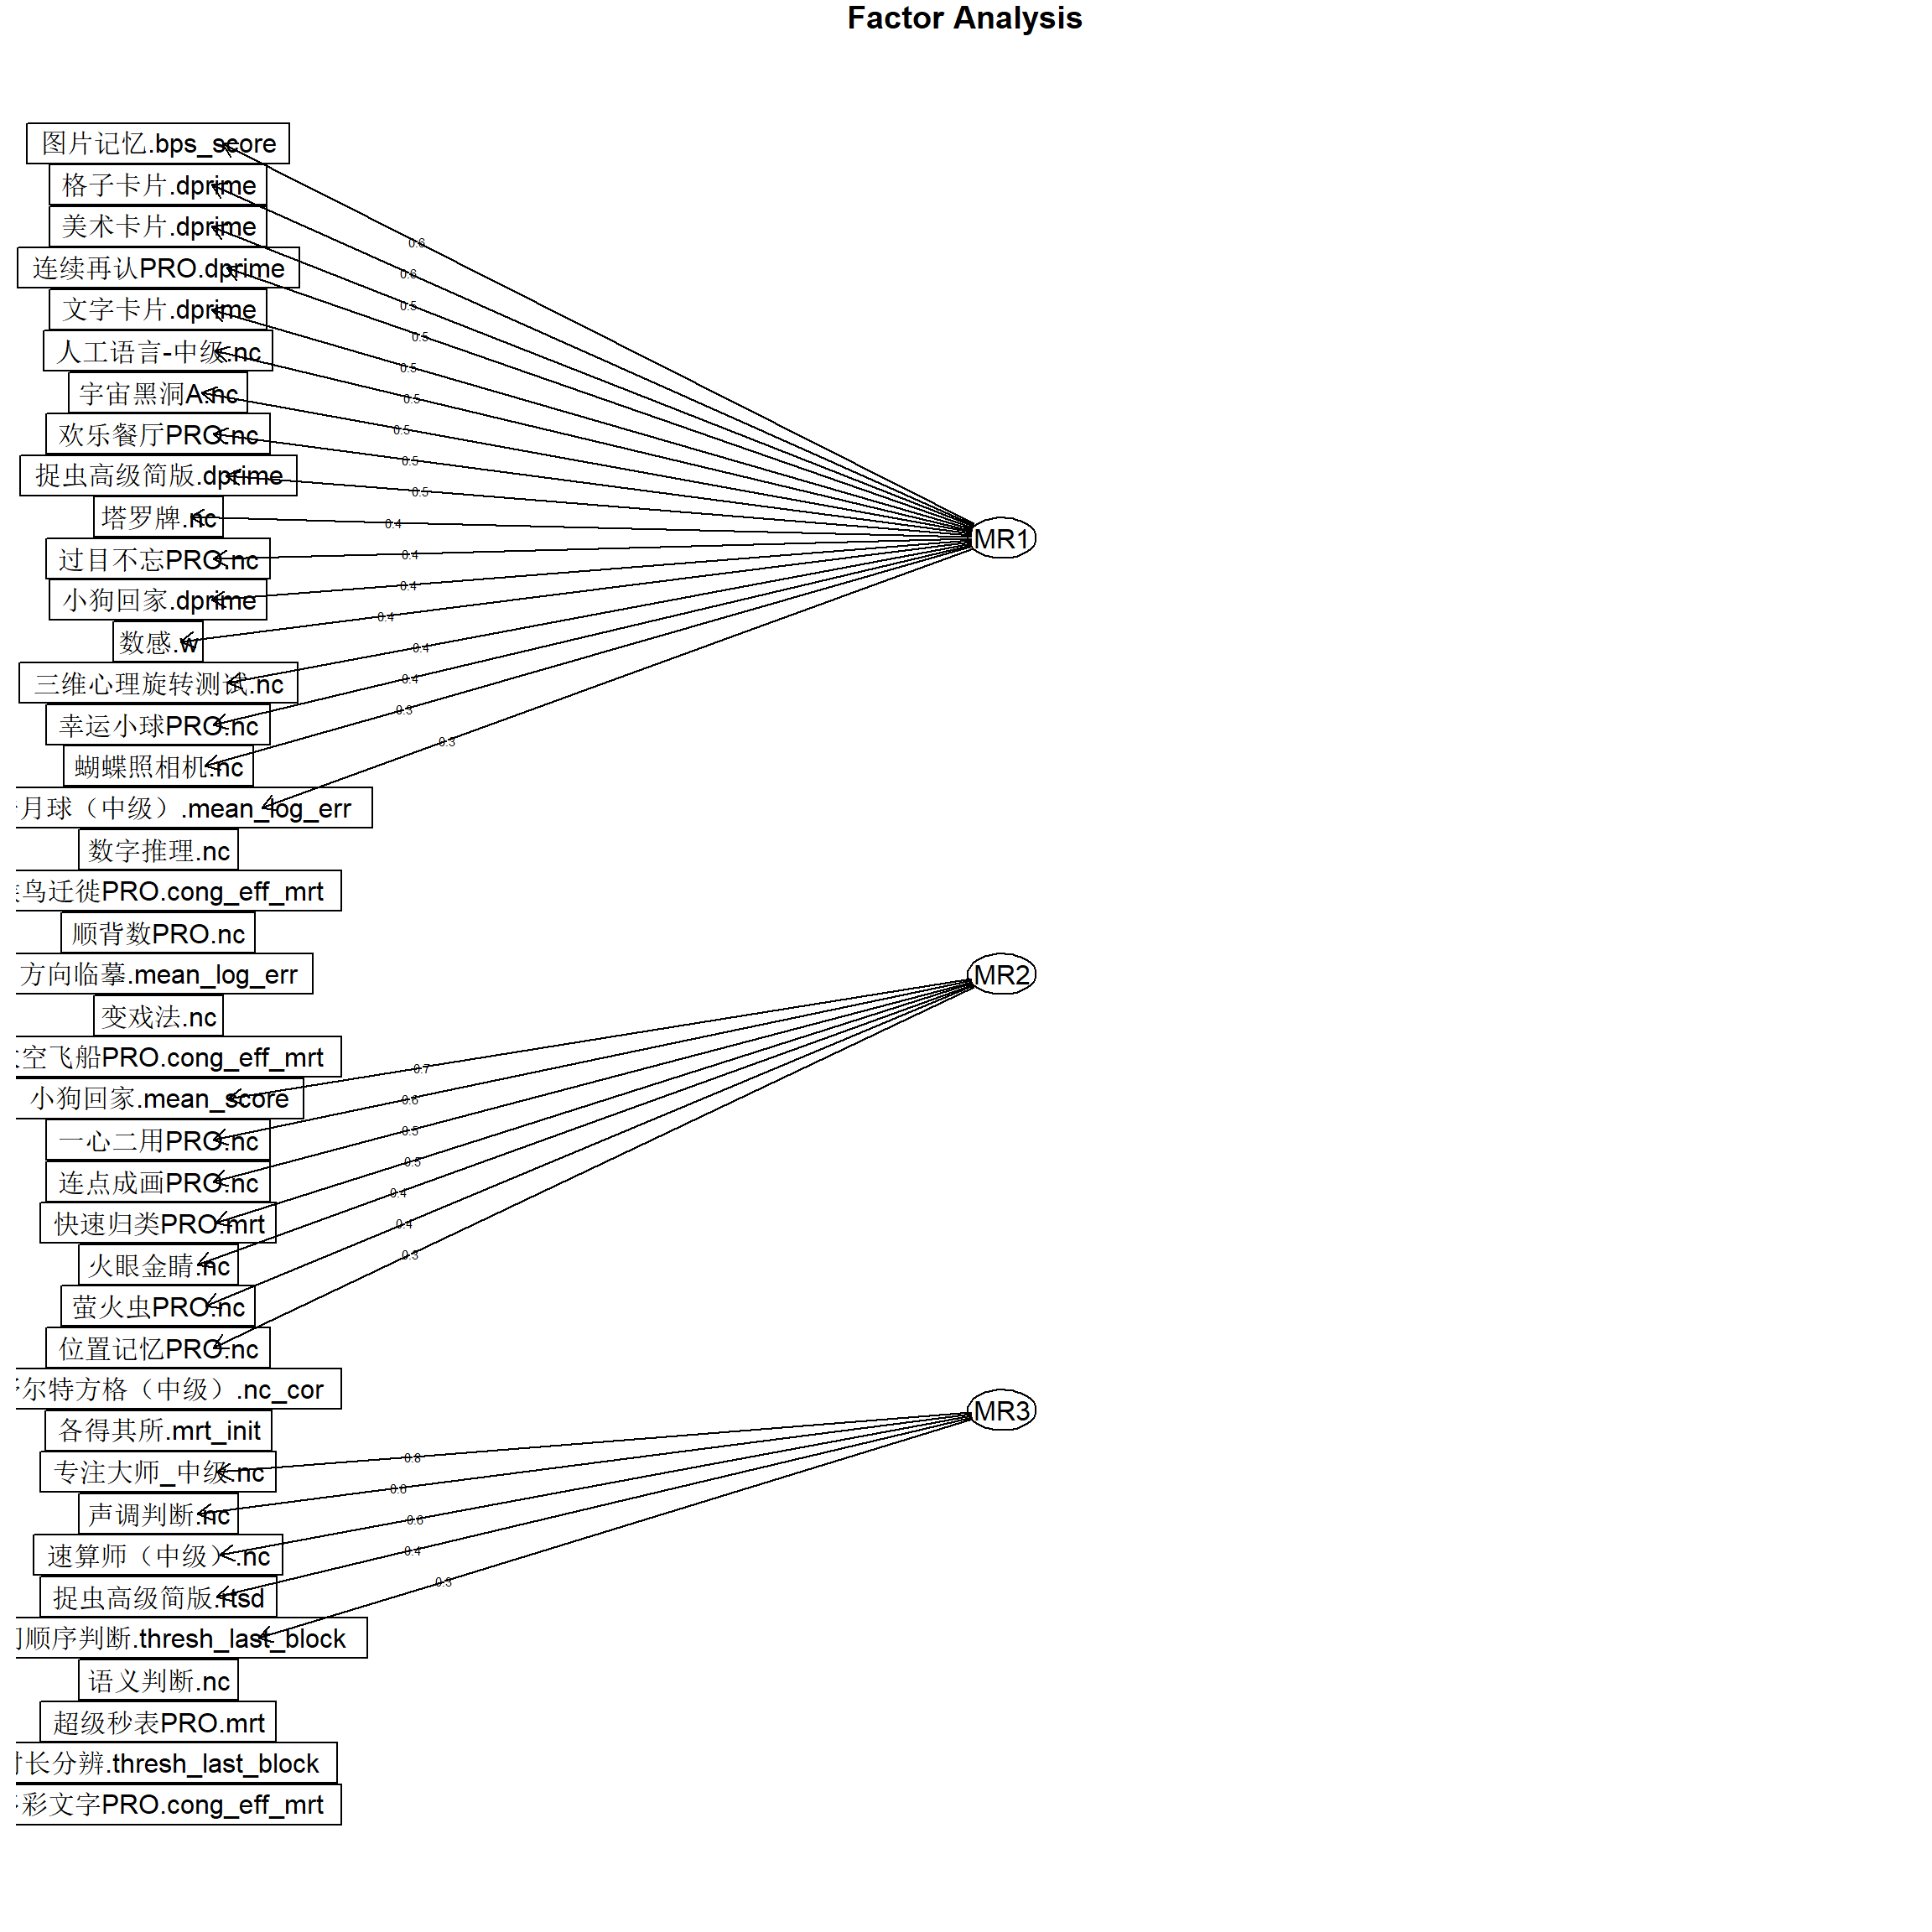 Factor Analysis
图片记忆.bps_score
格子卡片.dprime
美术卡片.dprime
连续再认PRO.dprime
文字卡片.dprime
人工语言-中级.nc
宇宙黑洞A.nc
欢乐餐厅PRO.nc
捉虫高级简版.dprime
塔罗牌.nc
过目不忘PRO.nc
小狗回家.dprime
数感.w
三维心理旋转测试.nc
幸运小球PRO.nc
蝴蝶照相机.nc
月球（中级）.mean_log_err
数字推理.nc
鸟迁徙PRO.cong_eff_mrt
顺背数PRO.nc
方向临摹.mean_log_err
变戏法.nc
空飞船PRO.cong_eff_mrt
小狗回家.mean_score
一心二用PRO.nc
连点成画PRO.nc
快速归类PRO.mrt
火眼金睛.nc
萤火虫PRO.nc
位置记忆PRO.nc
尔特方格（中级）.nc_cor
各得其所.mrt_init
专注大师_中级.nc
声调判断.nc
速算师（中级）.nc
捉虫高级简版.rtsd
顺序判断.thresh_last_block
语义判断.nc
超级秒表PRO.mrt
长分辨.thresh_last_block
彩文字PRO.cong_eff_mrt
0.6
0.6
0.5
0.5
0.5
0.5
0.5
0.5
0.5
0.4
0.4
0.4
0.4
0.4
0.4
0.3
0.3
MR1
0.7
0.6
0.5
0.5
0.4
0.4
0.3
MR2
0.8
0.6
0.4
0.3
MR3